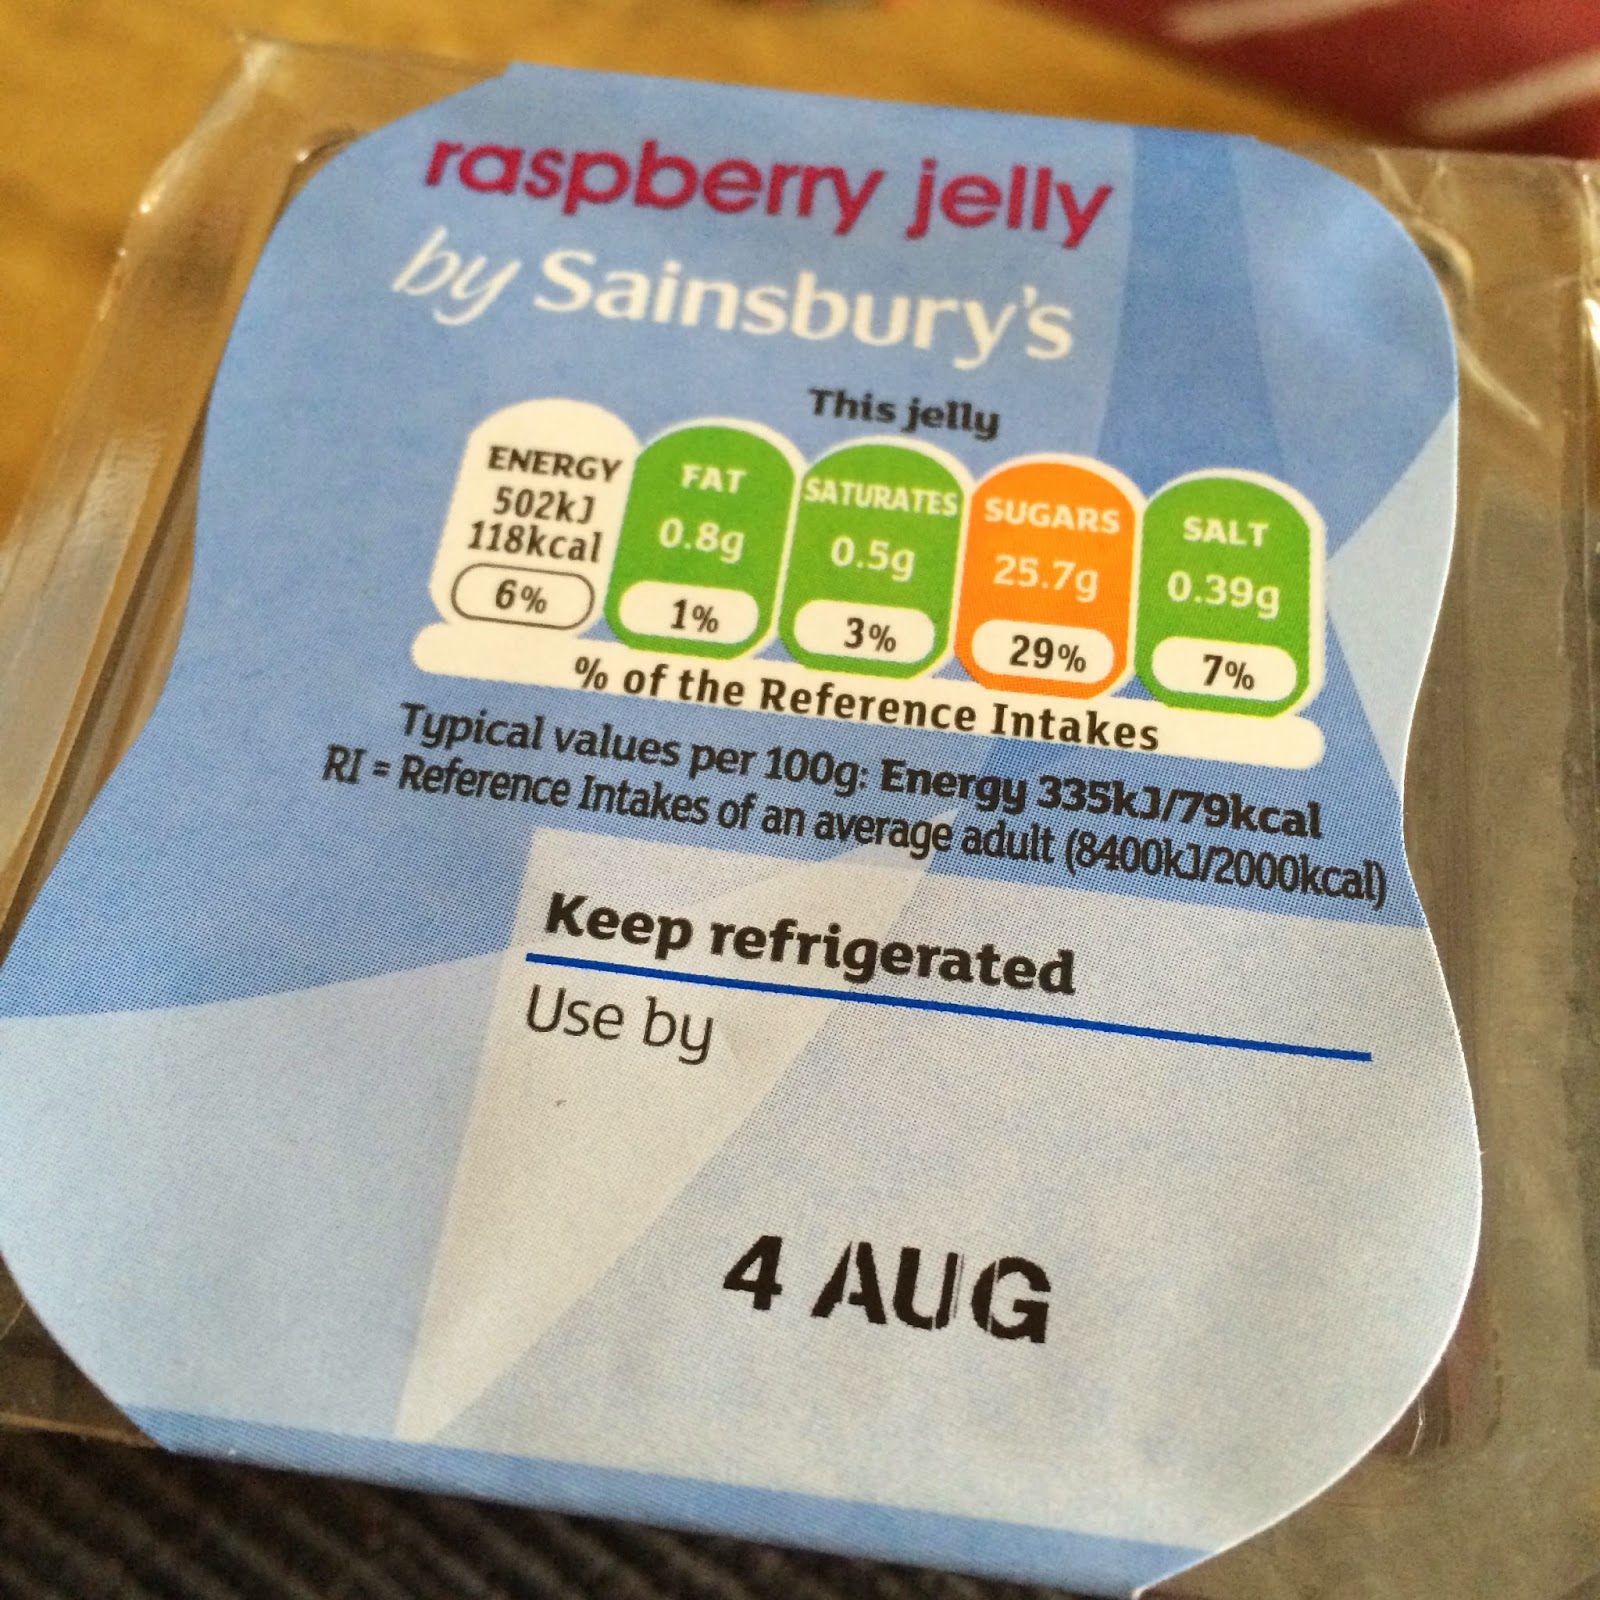 raspberry jelly
by Sainsbury's
This jelly
ENERGY
502kJ
118kcal
6%
FAT
0.8g
1%
SATURATES
0.5g
3%
SUGARS
25.7g
29%
SALT
0.39g
7%
% of the Reference Intakes
Typical values per 100g: Energy 335kJ/79kcal
RI = Reference Intakes of an average adult (8400kJ/2000kcal)
Keep refrigerated
Use by
4 AUG